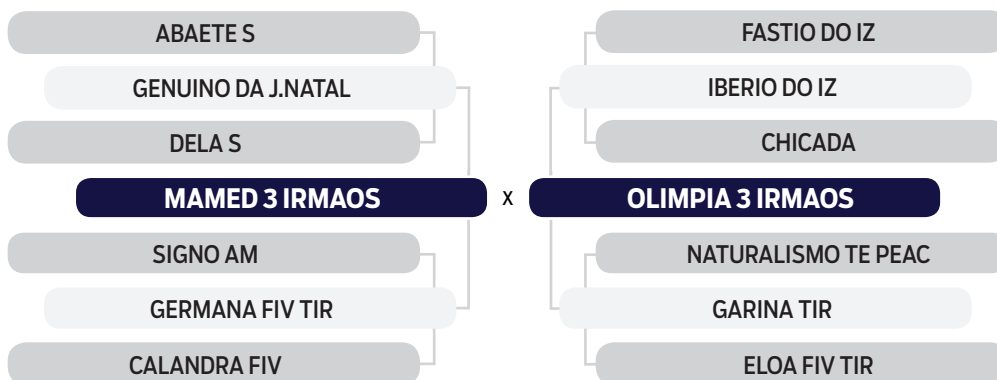 ABAETE S
GENUINO DA J.NATAL
DELA S
MAMED 3 IRMAOS
SIGNO AM
GERMANA FIV TIR
CALANDRA FIV
x
FASTIO DO IZ
IBERIO DO IZ
CHICADA
OLIMPIA 3 IRMAOS
NATURALISMO TE PEAC
GARINA TIR
ELOA FIV TIR